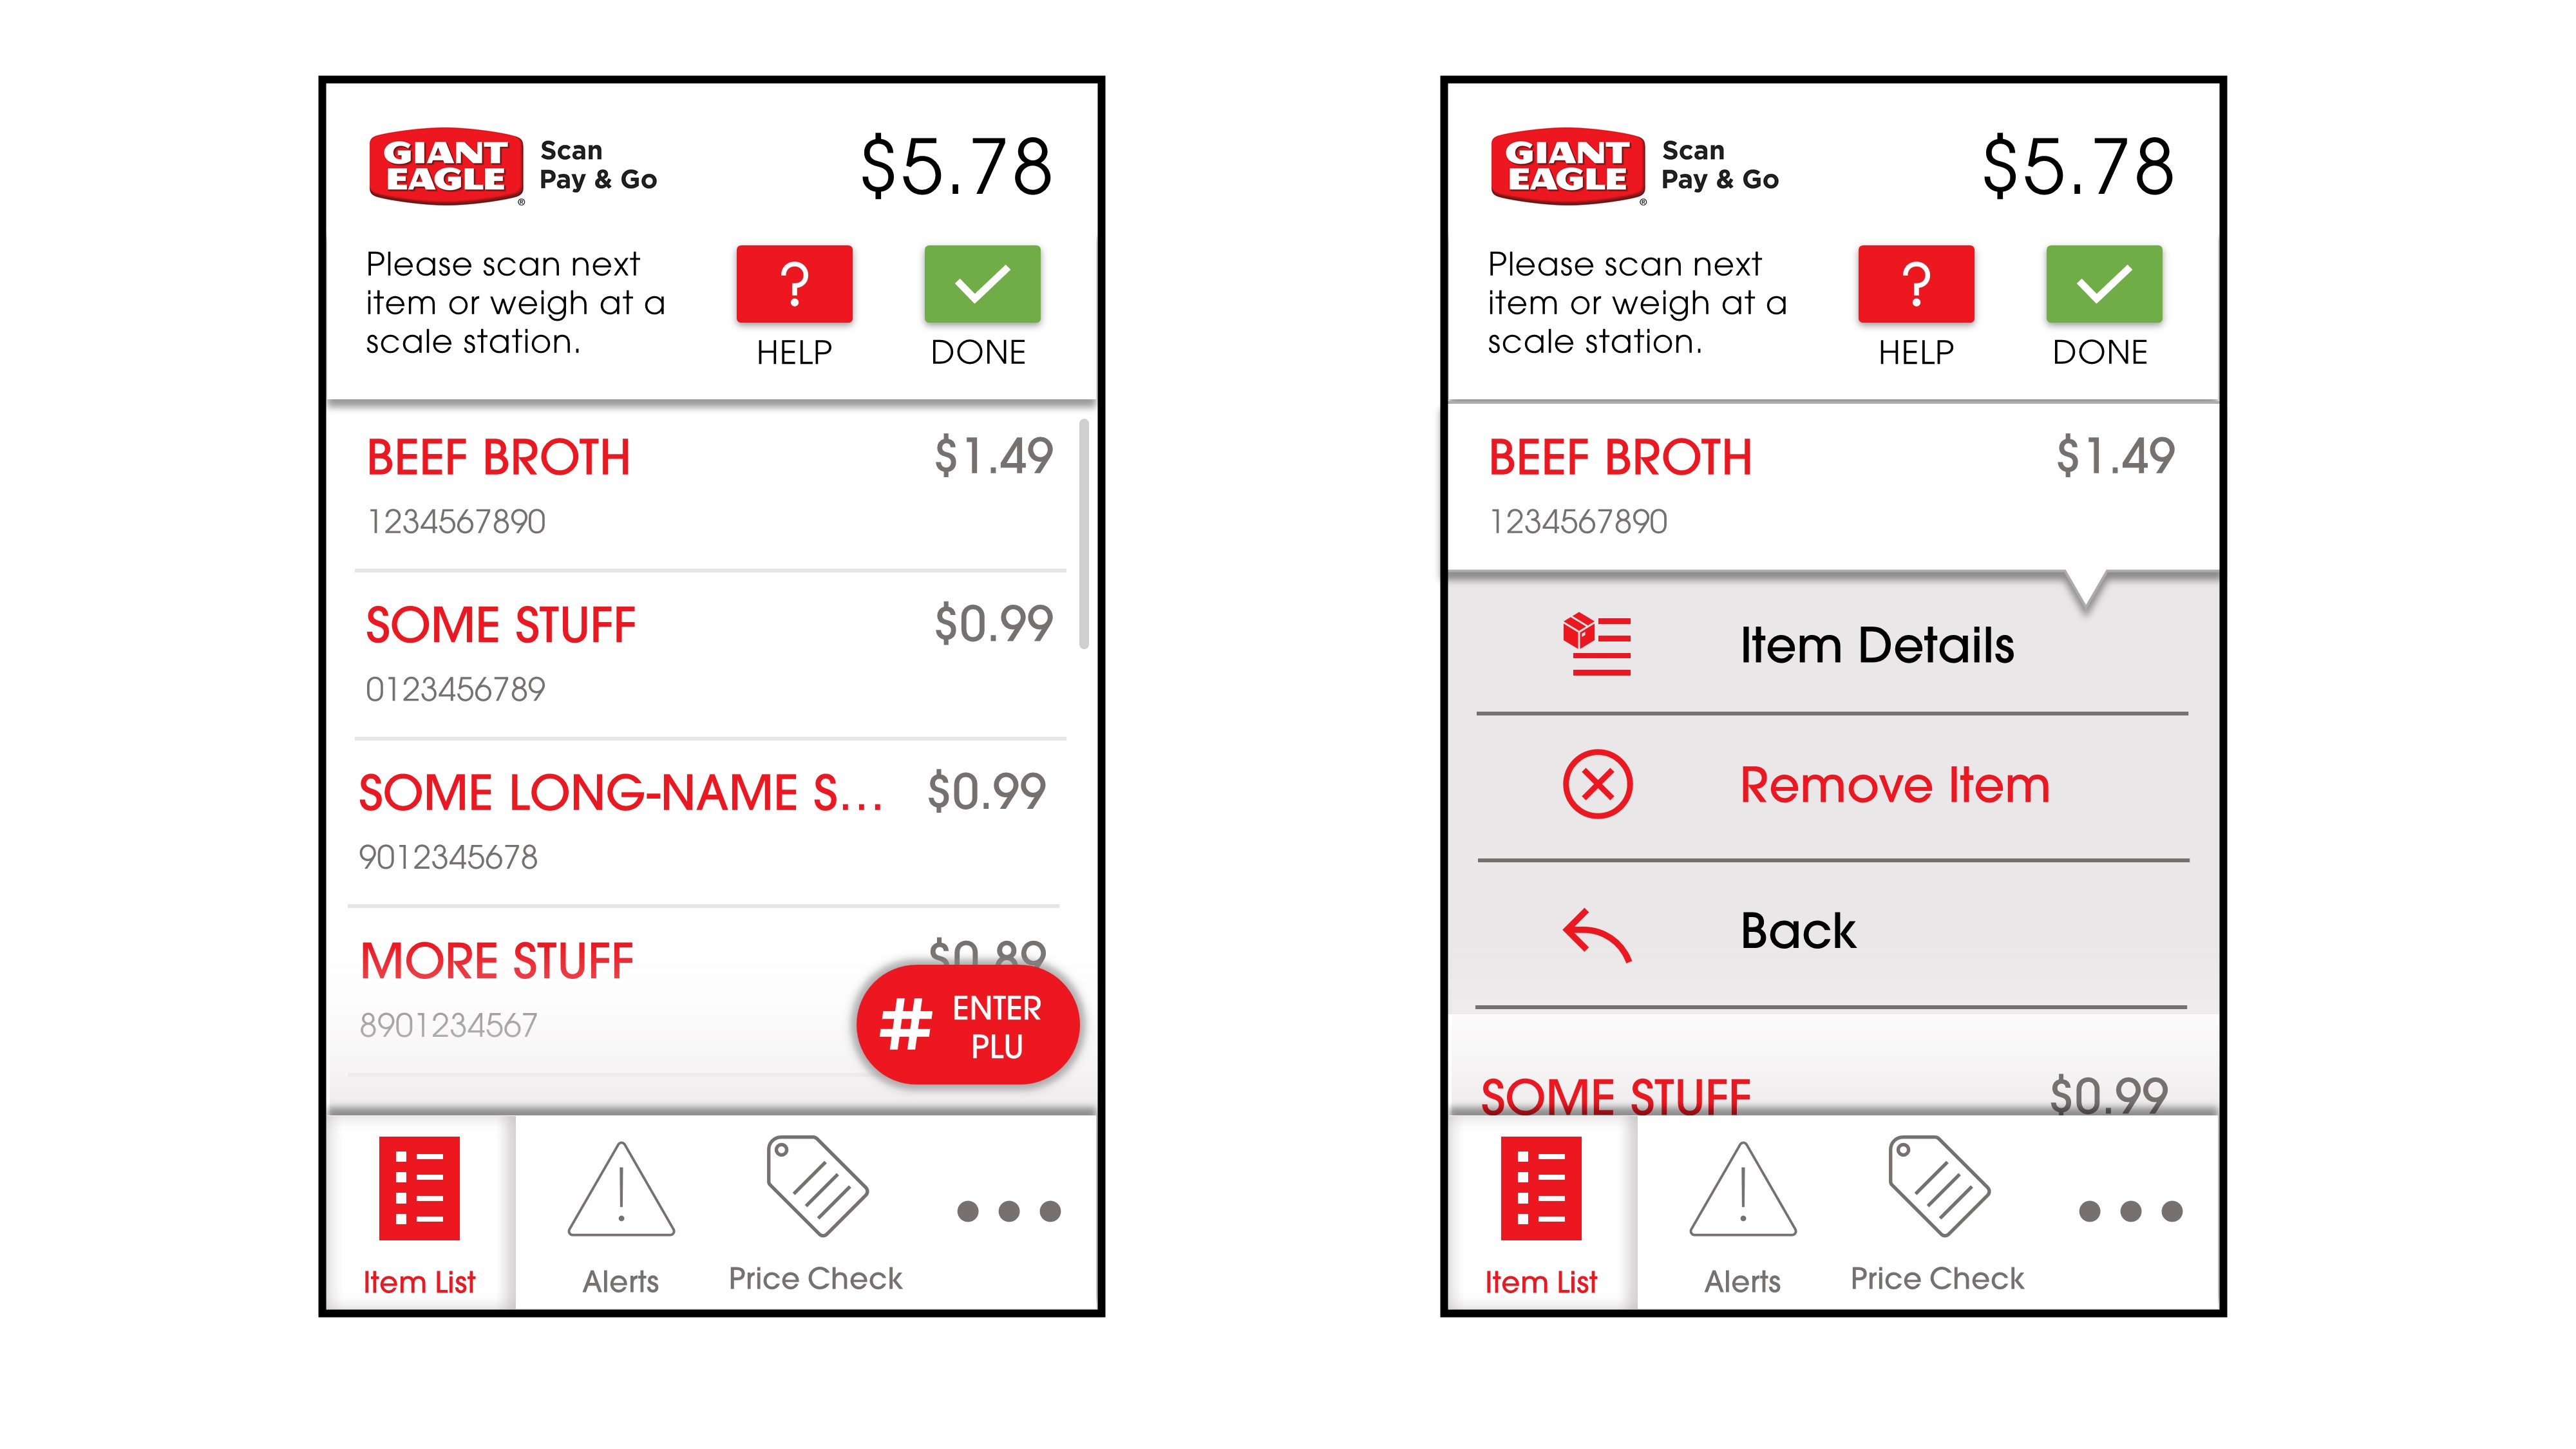 GIANT
EAGLE
®
Scan
Pay & Go
$5.78
Please scan next
item or weigh at a
scale station.
?
HELP
DONE
BEEF BROTH
$1.49
1234567890
SOME STUFF
$0.99
0123456789
SOME LONG-NAME S...
$0.99
9012345678
MORE STUFF
$0.89
8901234567
# ENTER
PLU
Item List
Alerts
Price Check
GIANT
EAGLE
®
Scan
Pay & Go
$5.78
Please scan next
item or weigh at a
scale station.
?
HELP
DONE
BEEF BROTH
$1.49
1234567890
Item Details
Remove Item
Back
SOME STUFF
$0.99
Item List
Alerts
Price Check